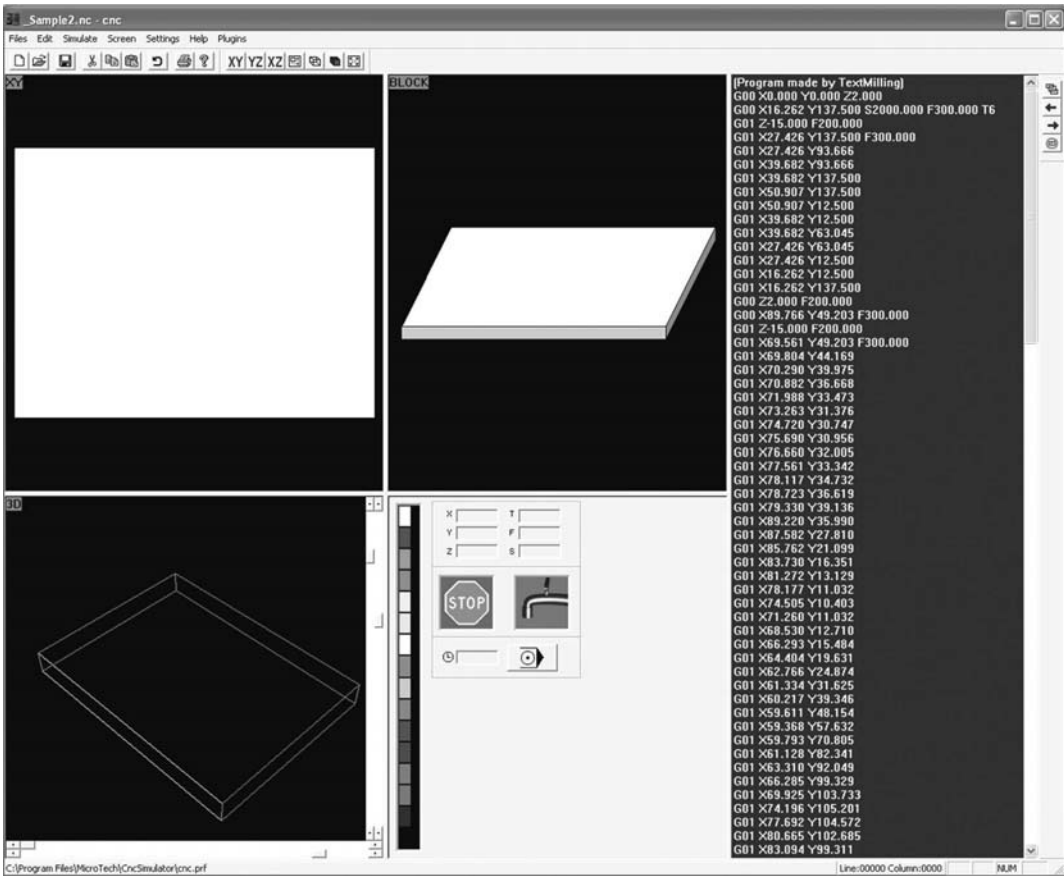 _Sample2.nc - cnc
Files Edit Simulate Screen Settings Help Plugins
XY YZ XZ
XY
BLOCK
(Program made by TextMilling)
G00 X0.000 Y0.000 Z2.000
G00 X16.262 Y137.500 S2000.000 F300.000 T6
G01 Z-15.000 F200.000
G01 X27.426 Y137.500 F300.000
G01 X27.426 Y93.666
G01 X39.682 Y93.666
G01 X39.682 Y137.500
G01 X50.907 Y137.500
G01 X50.907 Y12.500
G01 X39.682 Y12.500
G01 X39.682 Y63.045
G01 X27.426 Y63.045
G01 X27.426 Y12.500
G01 X16.262 Y12.500
G01 X16.262 Y137.500
G00 Z2.000 F200.000
G00 X89.766 Y49.203 F300.000
G01 Z-15.000 F200.000
G01 X69.561 Y49.203 F300.000
G01 X69.804 Y44.169
G01 X70.290 Y39.975
G01 X70.882 Y36.668
G01 X71.988 Y33.473
G01 X73.263 Y31.376
G01 X74.720 Y30.747
G01 X75.690 Y30.956
G01 X76.660 Y32.005
G01 X77.561 Y33.342
G01 X78.117 Y34.732
G01 X78.723 Y36.619
G01 X79.330 Y39.136
G01 X89.220 Y35.990
G01 X87.582 Y27.810
G01 X85.762 Y21.099
G01 X83.730 Y16.351
G01 X81.272 Y13.129
G01 X78.177 Y11.032
G01 X74.505 Y10.403
G01 X71.260 Y11.032
G01 X68.530 Y12.710
G01 X66.293 Y15.484
G01 X64.404 Y19.631
G01 X62.766 Y24.874
G01 X61.334 Y31.625
G01 X60.217 Y39.346
G01 X59.611 Y48.154
G01 X59.368 Y57.632
G01 X59.793 Y70.805
G01 X61.128 Y82.341
G01 X63.310 Y92.049
G01 X66.285 Y99.329
G01 X69.925 Y103.733
G01 X74.196 Y105.201
G01 X77.692 Y104.572
G01 X80.665 Y102.685
G01 X83.094 Y99.311
3D
X T
Y F
Z S
STOP
C:\Program Files\MicroTech\CncSimulator\cnc.prf
Line:00000 Column:0000
NUM